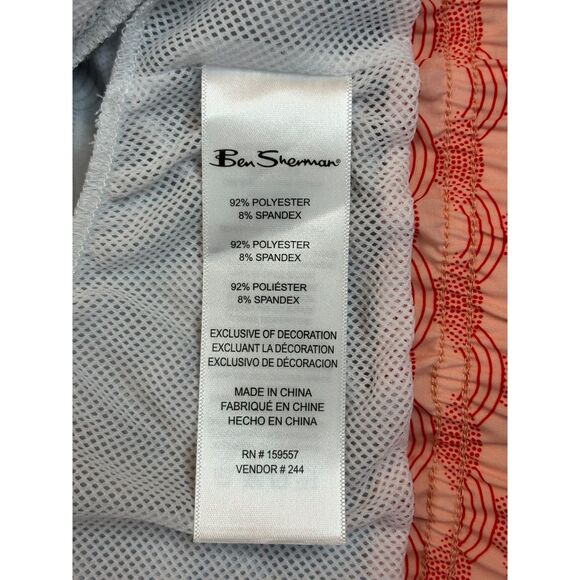 Ben Sherman®
92% POLYESTER
8% SPANDEX
92% POLYESTER
8% SPANDEX
92% POLIÉSTER
8% SPANDEX
EXCLUSIVE OF DECORATION
EXCLUANT LA DÉCORATION
EXCLUSIVO DE DÉCORACION
MADE IN CHINA
FABRIQUÉ EN CHINE
HECHO EN CHINA
RN # 159557
VENDOR # 244